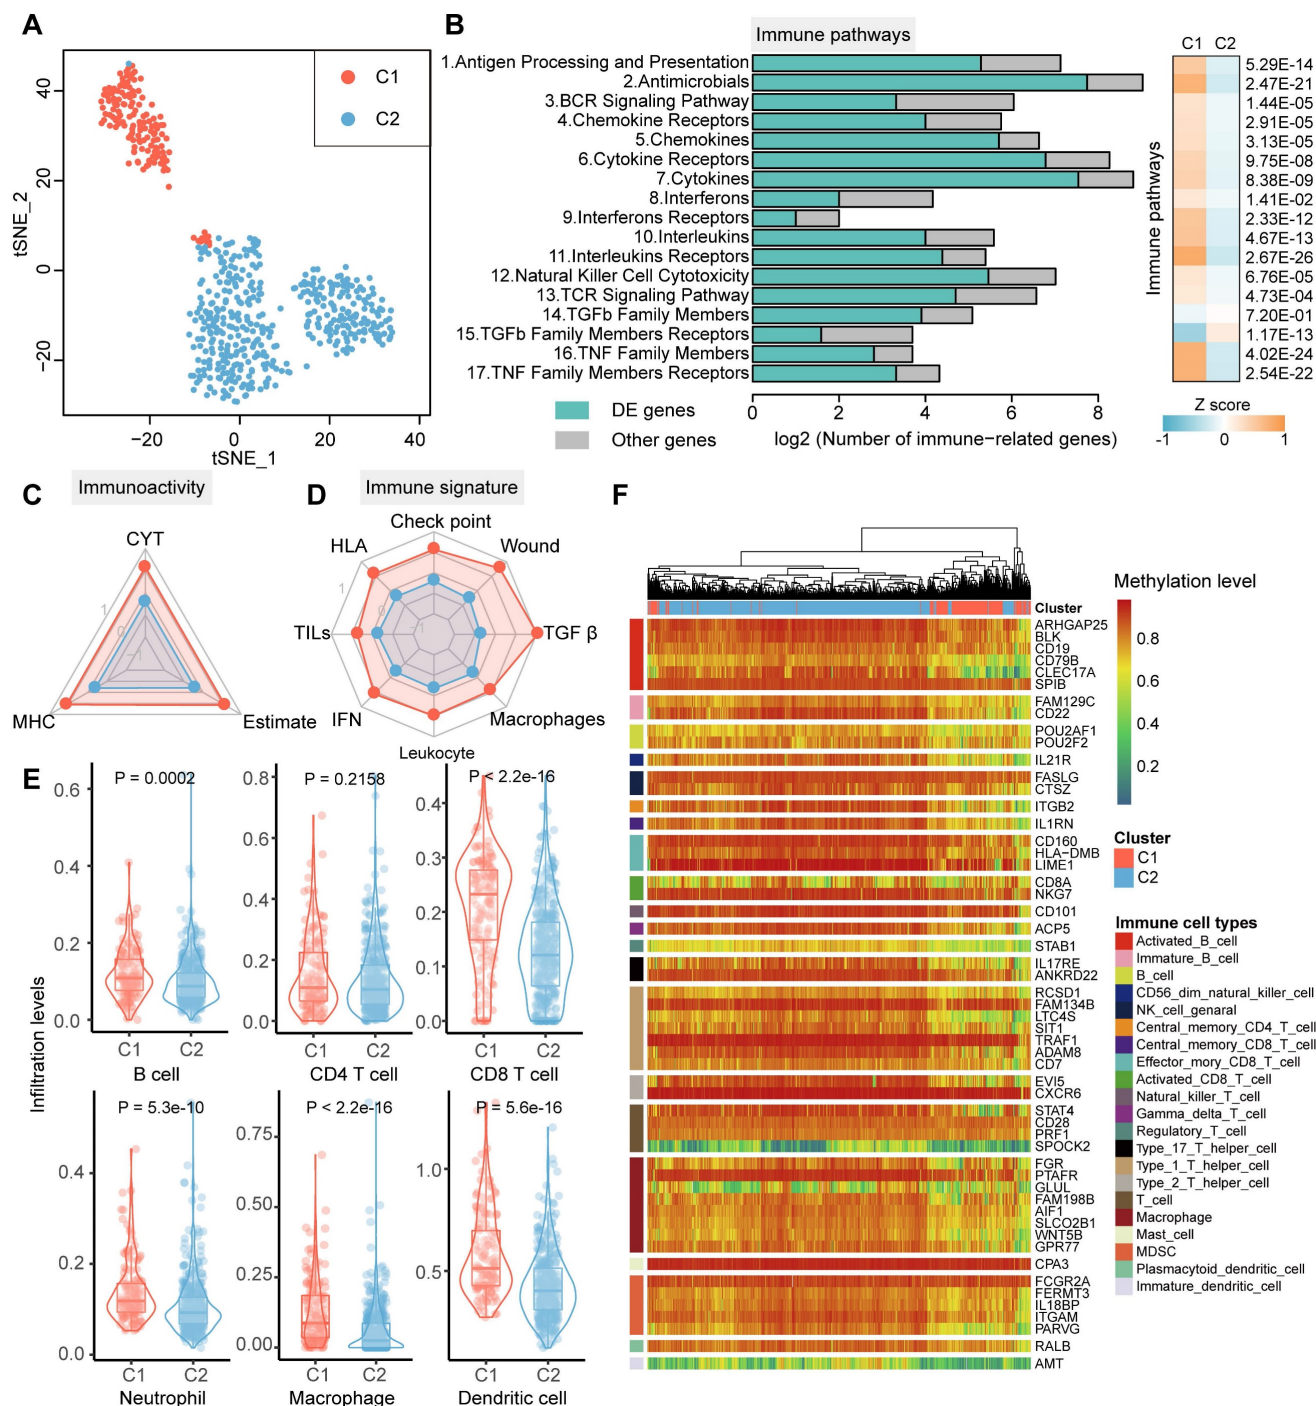 A
C1
C2
tSNE_2
40
20
0
−20
−20
0
20
40
tSNE_1
B
Immune pathways
1.Antigen Processing and Presentation
2.Antimicrobials
3.BCR Signaling Pathway
4.Chemokine Receptors
5.Chemokines
6.Cytokine Receptors
7.Cytokines
8.Interferons
9.Interferons Receptors
10.Interleukins
11.Interleukins Receptors
12.Natural Killer Cell Cytotoxicity
13.TCR Signaling Pathway
14.TGFb Family Members
15.TGFb Family Members Receptors
16.TNF Family Members
17.TNF Family Members Receptors
DE genes
Other genes
0 2 4 6 8
log2 (Number of immune−related genes)
C1 C2
Immune pathways
5.29E-14
2.47E-21
1.44E-05
2.91E-05
3.13E-05
9.75E-08
8.38E-09
1.41E-02
2.33E-12
4.67E-13
2.67E-26
6.76E-05
4.73E-04
7.20E-01
1.17E-13
4.02E-24
2.54E-22
Z score
-1 0 1
C
Immunoactivity
CYT
1
0
−1
MHC
Estimate
D
Immune signature
Check point
HLA
Wound
TILs
TGF β
IFN
Macrophages
Leukocyte
0
−1
E
Infiltration levels
P = 0.0002
0.6
0.4
0.2
0.0
C1 C2
B cell
P = 0.2158
0.8
0.6
0.4
0.2
0.0
C1 C2
CD4 T cell
P < 2.2e-16
0.4
0.3
0.2
0.1
0.0
C1 C2
CD8 T cell
P = 5.3e-10
0.4
0.2
0.0
C1 C2
Neutrophil
P < 2.2e-16
0.75
0.50
0.25
0.00
C1 C2
Macrophage
P = 5.6e-16
1.0
0.5
C1 C2
Dendritic cell
F
Cluster
ARHGAP25
BLK
CD19
CD79B
CLEC17A
SPIB
FAM129C
CD22
POU2AF1
POU2F2
IL21R
FASLG
CTSZ
ITGB2
IL1RN
CD160
HLA−DMB
LIME1
CD8A
NKG7
CD101
ACP5
STAB1
IL17RE
ANKRD22
RCSD1
FAM134B
LTC4S
SIT1
TRAF1
ADAM8
CD7
EVI5
CXCR6
STAT4
CD28
PRF1
SPOCK2
FGR
PTAFR
GLUL
FAM198B
AIF1
SLCO2B1
WNT5B
GPR77
CPA3
FCGR2A
FERMT3
IL18BP
ITGAM
PARVG
RALB
AMT
Methylation level
0.8
0.6
0.4
0.2
Cluster
C1
C2
Immune cell types
Activated_B_cell
Immature_B_cell
B_cell
CD56_dim_natural_killer_cell
NK_cell_genaral
Central_memory_CD4_T_cell
Central_memory_CD8_T_cell
Effector_mory_CD8_T_cell
Activated_CD8_T_cell
Natural_killer_T_cell
Gamma_delta_T_cell
Regulatory_T_cell
Type_17_T_helper_cell
Type_1_T_helper_cell
Type_2_T_helper_cell
T_cell
Macrophage
Mast_cell
MDSC
Plasmacytoid_dendritic_cell
Immature_dendritic_cell